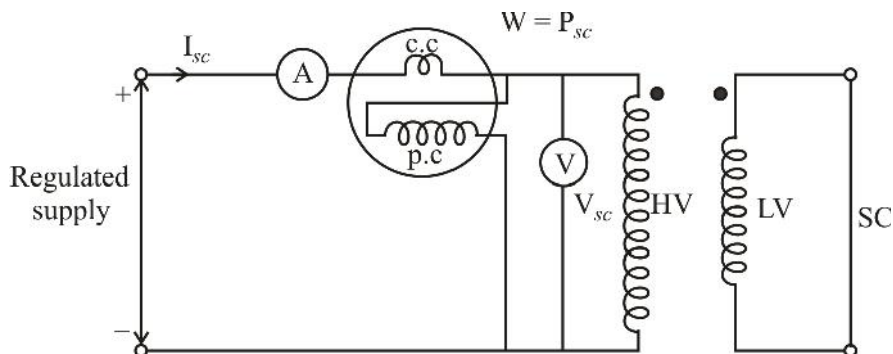 W = P_sc
I_sc
c.c
A
+
p.c
V
Regulated
supply
V_sc
HV
LV
SC
−